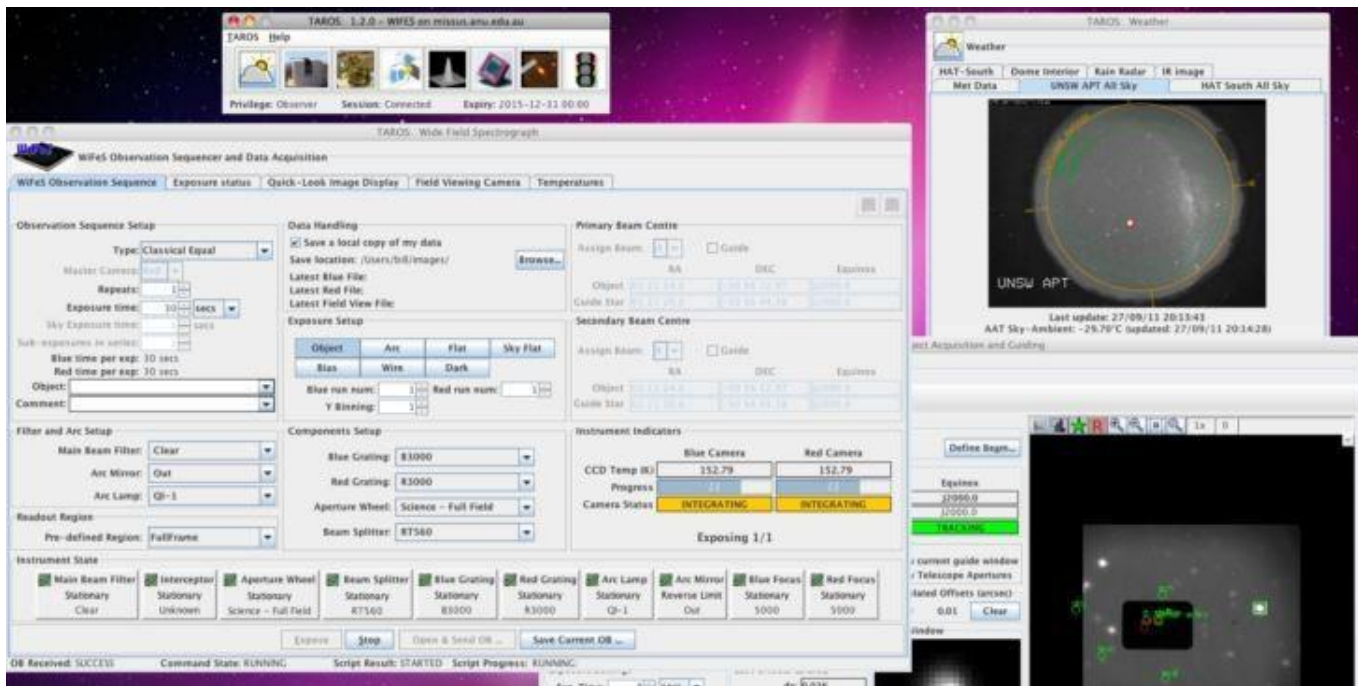 TAROS 1.2.0 - WIFES on missus.anu.edu.au
TAROS Help
Privilege: Observer Session: Connected Expiry: 2015-12-31 00:00
TAROS Weather
Weather
HAT-South Dome Interior Rain Radar IR image
Met Data UNSW APT All Sky HAT South All Sky
UNSW APT
Last update: 27/09/11 20:13:43
AAT Sky-Ambient: -29.70°C (updated: 27/09/11 20:14:28)
TAROS Wide Field Spectrograph
WiFeS Observation Sequencer and Data Acquisition
WiFeS Observation Sequence Exposure status Quick-Look Image Display Field Viewing Camera Temperatures
Observation Sequence Setup
Type: Classical Equal
Master Camera: Red
Repeats: 1
Exposure time: 30 secs
Sky Exposure time: secs
Sub-exposures in series:
Blue time per exp: 30 secs
Red time per exp: 30 secs
Object:
Comment:
Data Handling
Save a local copy of my data
Save location: /Users/bill/images/ Browse...
Latest Blue File:
Latest Red File:
Latest Field View File:
Exposure Setup
Object Arc Flat Sky Flat
Bias Wire Dark
Blue run num: 1 Red run num: 1
Y Binning: 1
Primary Beam Centre
Assign Beam: Guide
RA DEC Equinox
Object
Guide Star
Secondary Beam Centre
Assign Beam: Guide
RA DEC Equinox
Object
Guide Star
Filter and Arc Setup
Main Beam Filter: Clear
Arc Mirror: Out
Arc Lamp: QI-1
Readout Region
Pre-defined Region: FullFrame
Components Setup
Blue Grating: B3000
Red Grating: R3000
Aperture Wheel: Science - Full Field
Beam Splitter: RT560
Instrument Indicators
Blue Camera Red Camera
CCD Temp (K) 152.79 152.79
Progress
Camera Status INTEGRATING INTEGRATING
Exposing 1/1
Instrument State
Main Beam Filter Interceptor Aperture Wheel Beam Splitter Blue Grating Red Grating Arc Lamp Arc Mirror Blue Focus Red Focus
Stationary Stationary Stationary Stationary Stationary Stationary Stationary Reverse Limit Stationary Stationary
Clear Unknown Science - Full Field RT560 B3000 R3000 QI-1 Out 5000 5000
Expose Stop Open & Send OB ... Save Current OB ...
OB Received: SUCCESS Command State: RUNNING Script Result: STARTED Script Progress: RUNNING
ect Acquisition and Guiding
Define Beam...
1x 0
Equinox
J2000.0
J2000.0
TRACKING
current guide window
Telescope Apertures
lated Offsets (arcsec)
0.01 Clear
indow